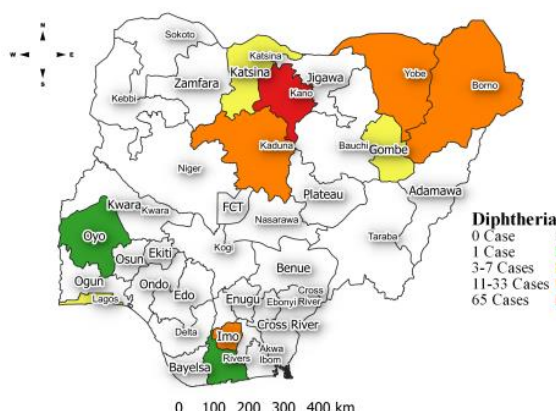 N
W E
S
Sokoto
Katsina
Katsina
Zamfara
Jigawa
Kano
Yobe
Borno
Kebbi
Kaduna
Bauchi
Gombe
Niger
Adamawa
Plateau
FCT
Kwara
Kwara
Nasarawa
Taraba
Oyo
Kogi
Osun
Ekiti
Benue
Ogun
Ondo
Edo
Enugu
Ebonyi
Cross
River
Lagos
Delta
Imo
Cross River
Bayelsa
Rivers
Akwa
Ibom
Diphtheria
0 Case
1 Case
3-7 Cases
11-33 Cases
65 Cases
0 100 200 300 400 km